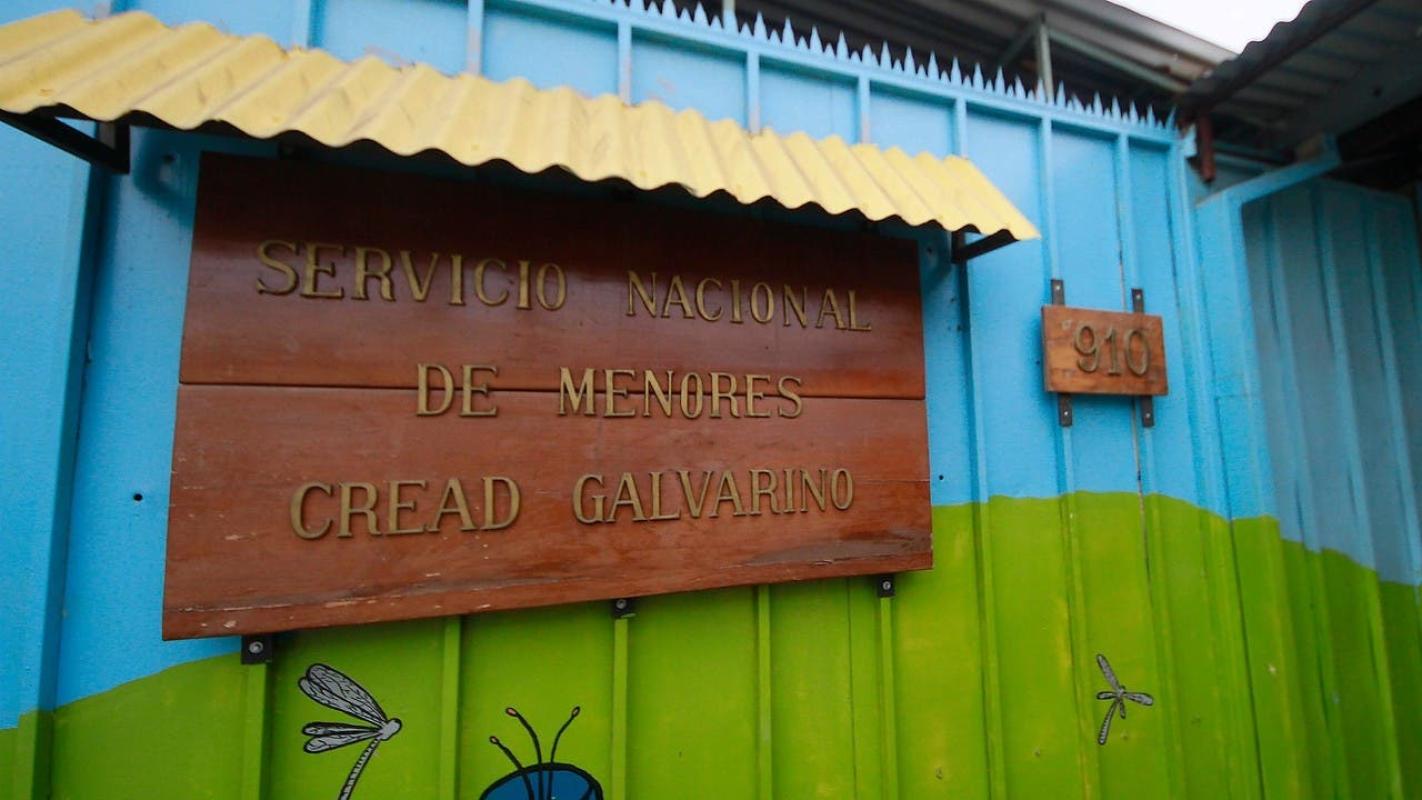 SERVICIO NACIONAL
DE MENORES
CREAD GALVARINO
910